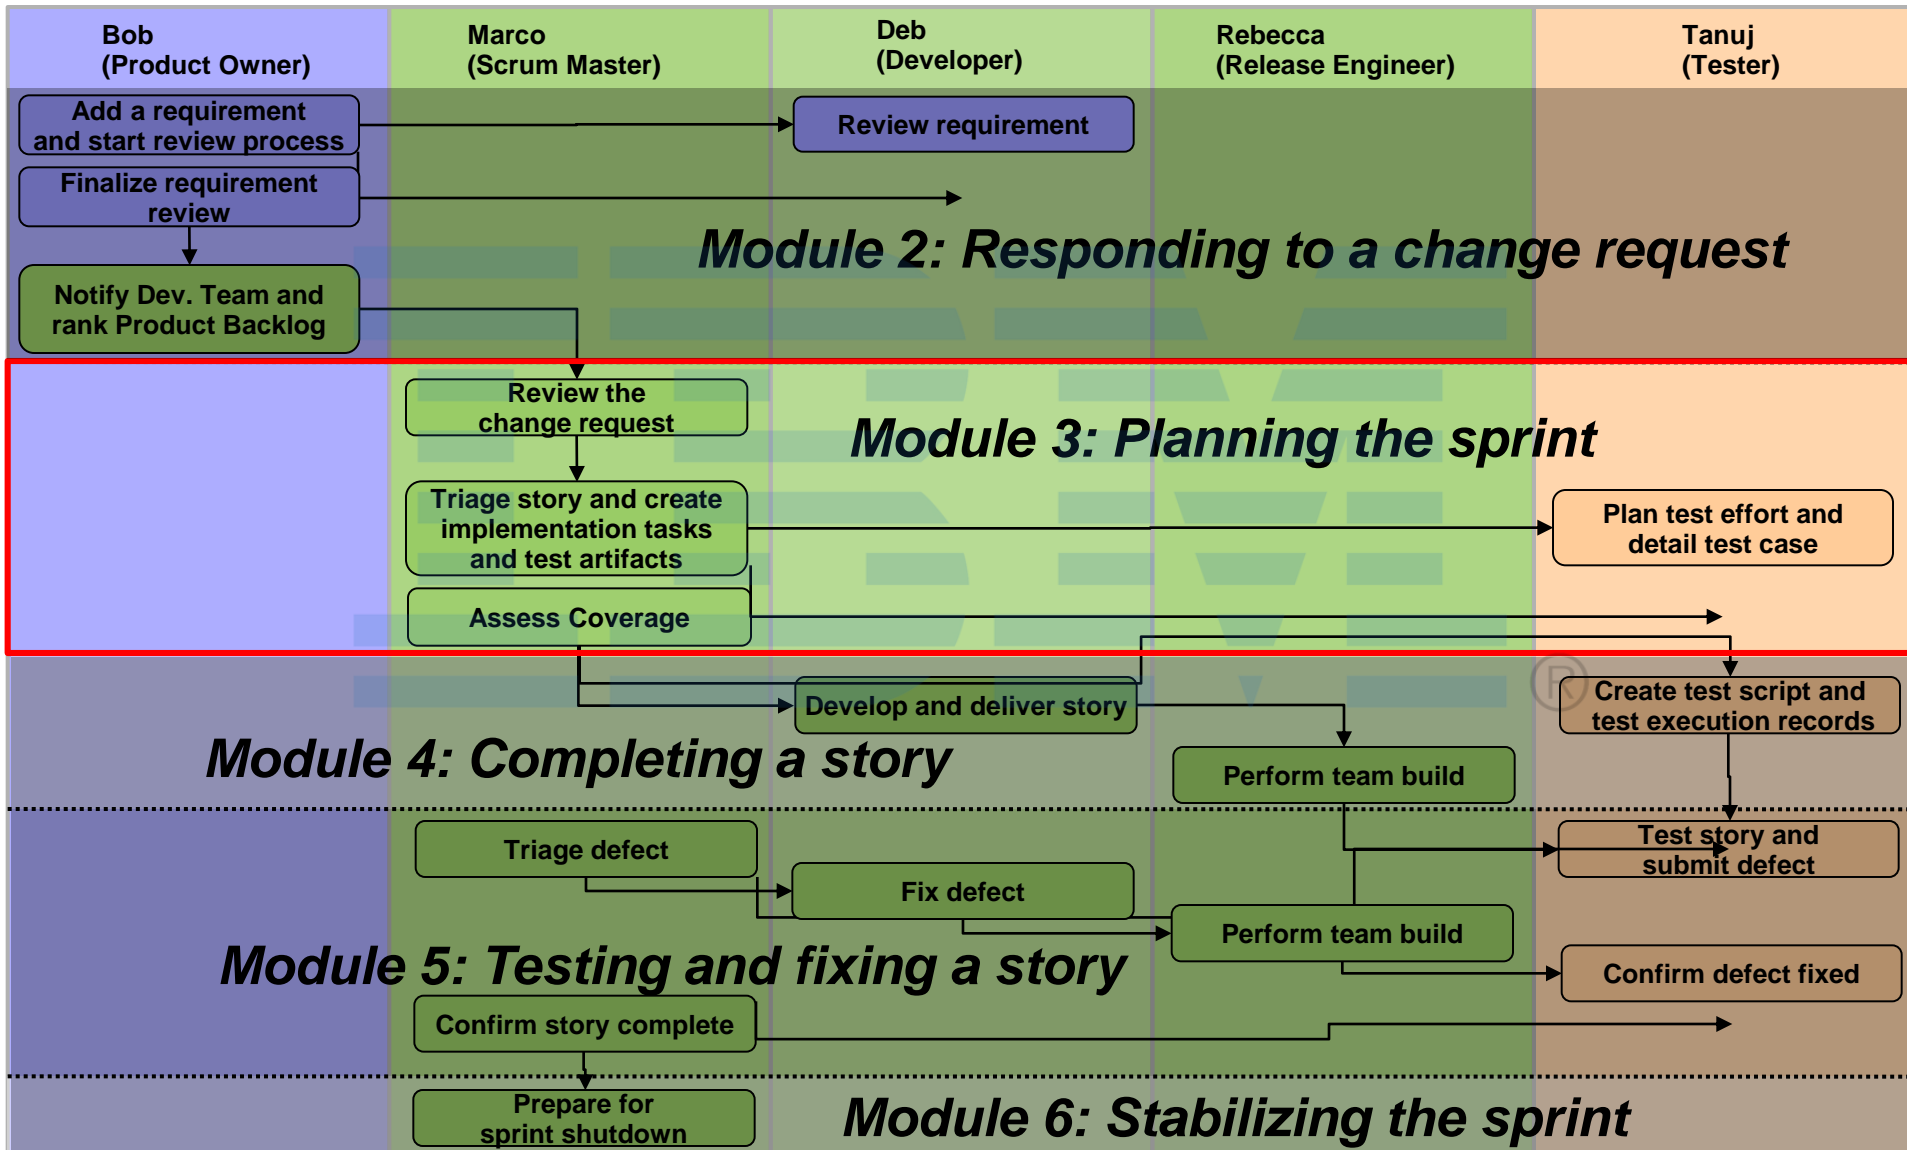 Bob
(Product Owner)
Marco
(Scrum Master)
Deb
(Developer)
Rebecca
(Release Engineer)
Tanuj
(Tester)
Add a requirement
and start review process
Review requirement
Finalize requirement
review
Module 2: Responding to a change request
Notify Dev. Team and
rank Product Backlog
Review the
change request
Module 3: Planning the sprint
Triage story and create
implementation tasks
and test artifacts
Plan test effort and
detail test case
Assess Coverage
Develop and deliver story
Create test script and
test execution records
Module 4: Completing a story
Perform team build
Triage defect
Test story and
submit defect
Fix defect
Perform team build
Module 5: Testing and fixing a story
Confirm defect fixed
Confirm story complete
Prepare for
sprint shutdown
Module 6: Stabilizing the sprint
IBM
®